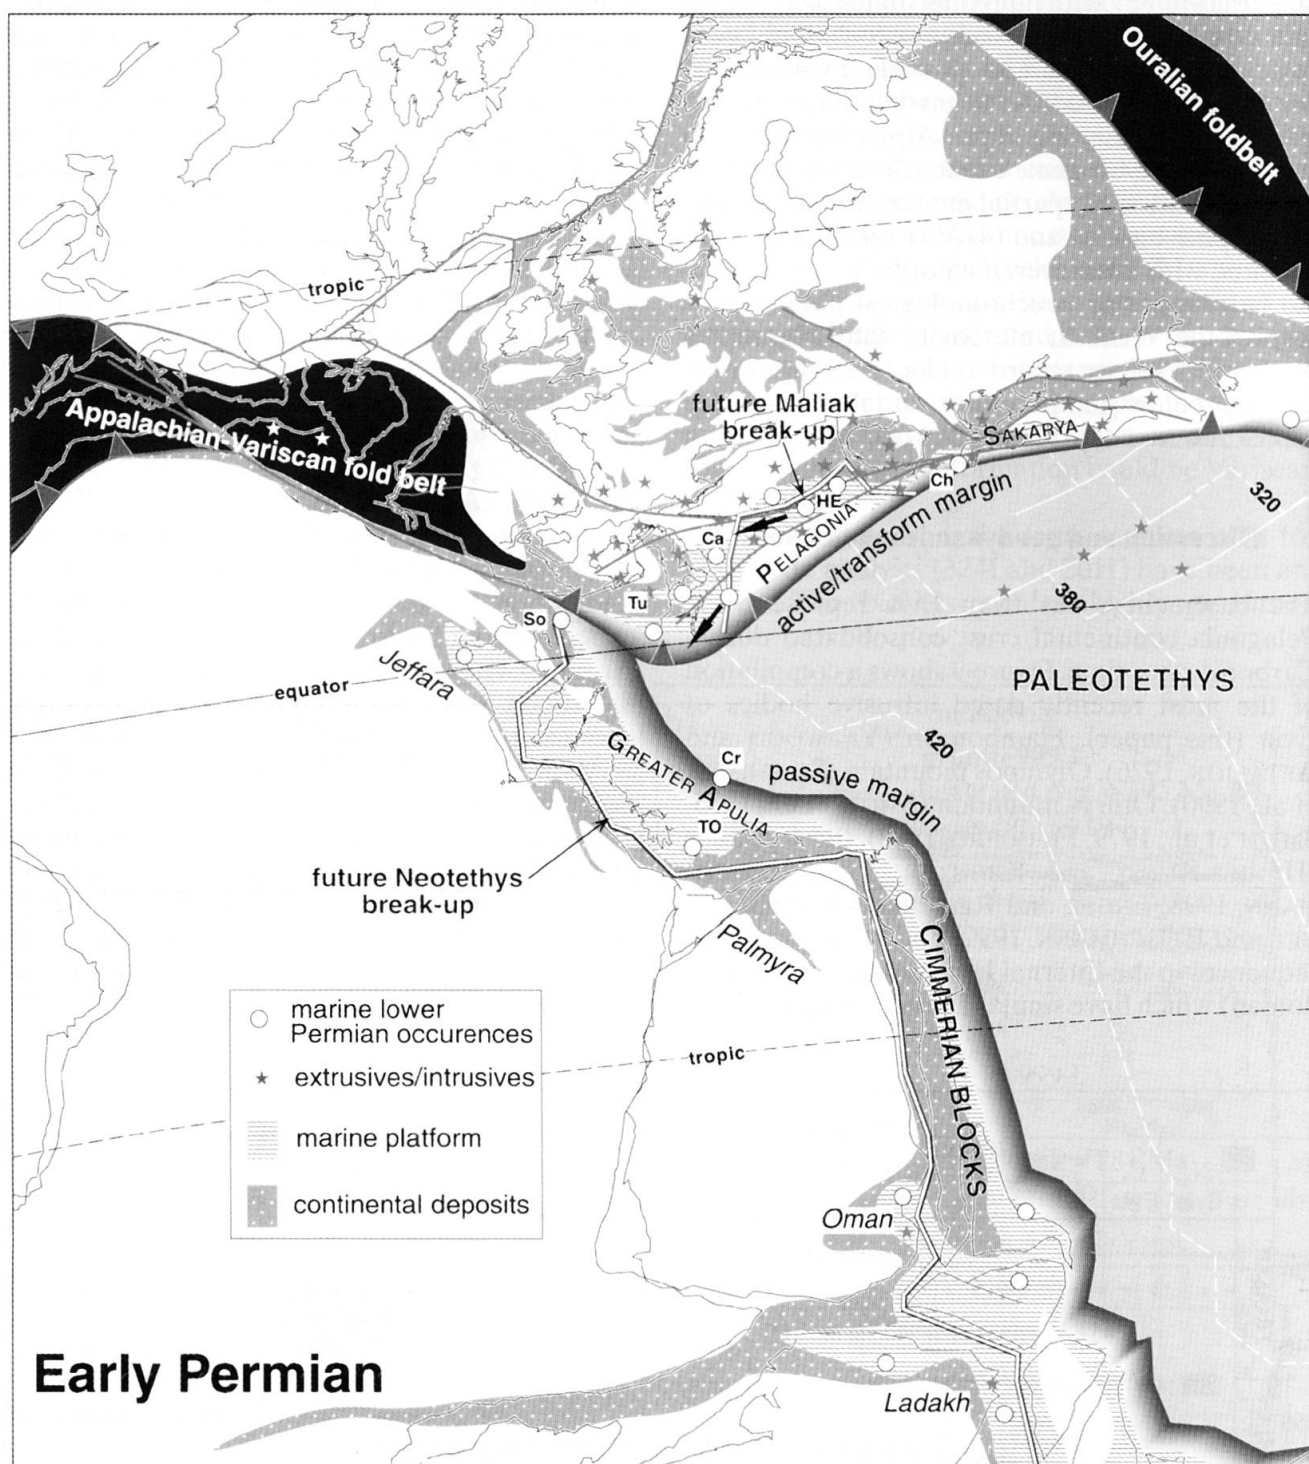 Ouralian foldbelt
tropic
Appalachian-Variscan fold belt
future Maliak
break-up
SAKARYA
Ch
HE
320
Ca
PELAGONIA
active/transform margin
380
Tu
So
Jeffara
equator
PALEOTETHYS
420
GREATER APULIA
Cr
passive margin
TO
future Neotethys
break-up
Palmyra
CIMMERIAN BLOCKS
marine lower
Permian occurences
extrusives/intrusives
marine platform
continental deposits
tropic
Oman
Early Permian
Ladakh